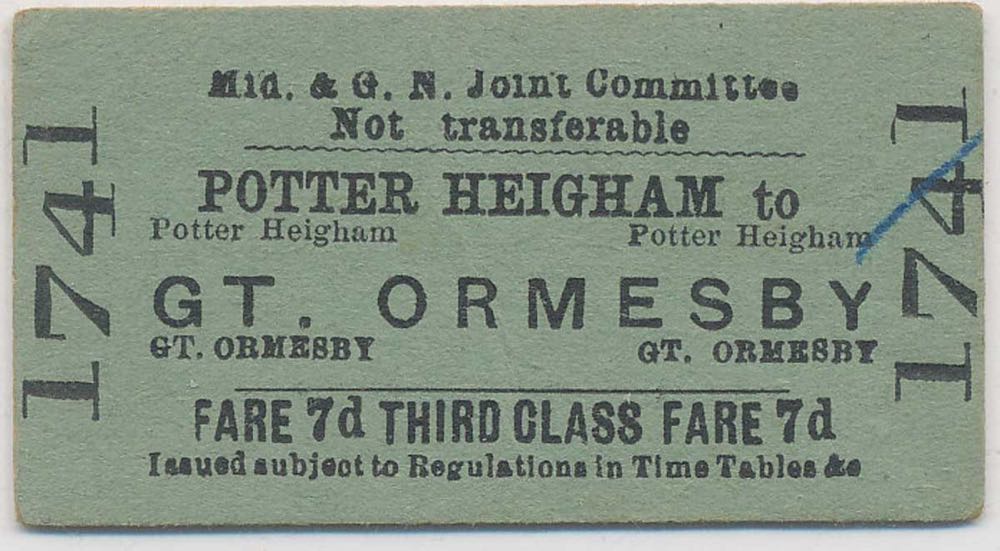 Mid. & G. N. Joint Committee
Not transferable
POTTER HEIGHAM to
Potter Heigham Potter Heigham
GT. ORMESBY
GT. ORMESBY GT. ORMESBY
FARE 7d THIRD CLASS FARE 7d
Issued subject to Regulations in Time Tables &c
1741
1741